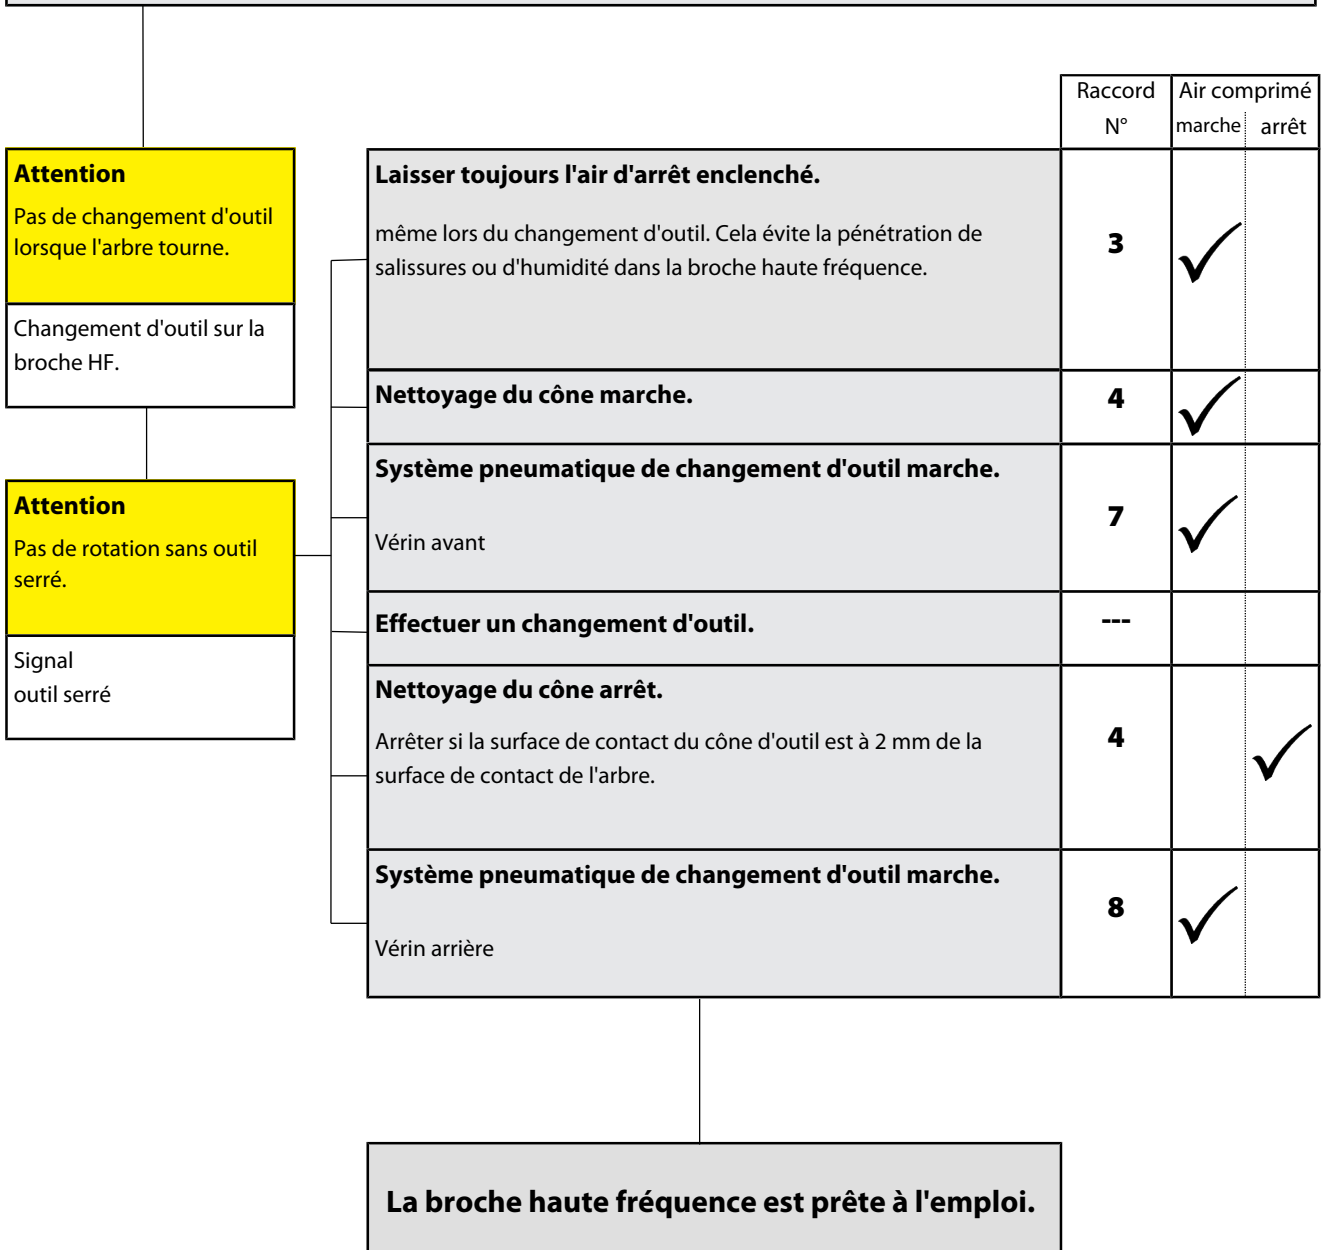 Raccord
N°
Air comprimé
marche arrêt
Attention
Pas de changement d'outil
lorsque l'arbre tourne.
Changement d'outil sur la
broche HF.
Attention
Pas de rotation sans outil
serré.
Signal
outil serré
Laisser toujours l'air d'arrêt enclenché.
même lors du changement d'outil. Cela évite la pénétration de
salissures ou d'humidité dans la broche haute fréquence.
3
Nettoyage du cône marche.
4
Système pneumatique de changement d'outil marche.
Vérin avant
7
Effectuer un changement d'outil.
---
Nettoyage du cône arrêt.
Arrêter si la surface de contact du cône d'outil est à 2 mm de la
surface de contact de l'arbre.
4
Système pneumatique de changement d'outil marche.
Vérin arrière
8
La broche haute fréquence est prête à l'emploi.